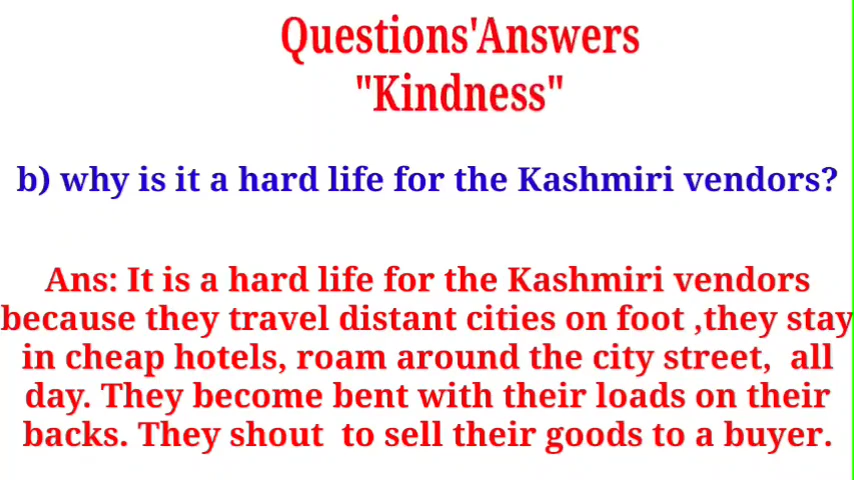 Questions'Answers
"Kindness"
b) why is it a hard life for the Kashmiri vendors?
Ans: It is a hard life for the Kashmiri vendors
because they travel distant cities on foot ,they stay
in cheap hotels, roam around the city street,  all
day. They become bent with their loads on their
backs. They shout  to sell their goods to a buyer.